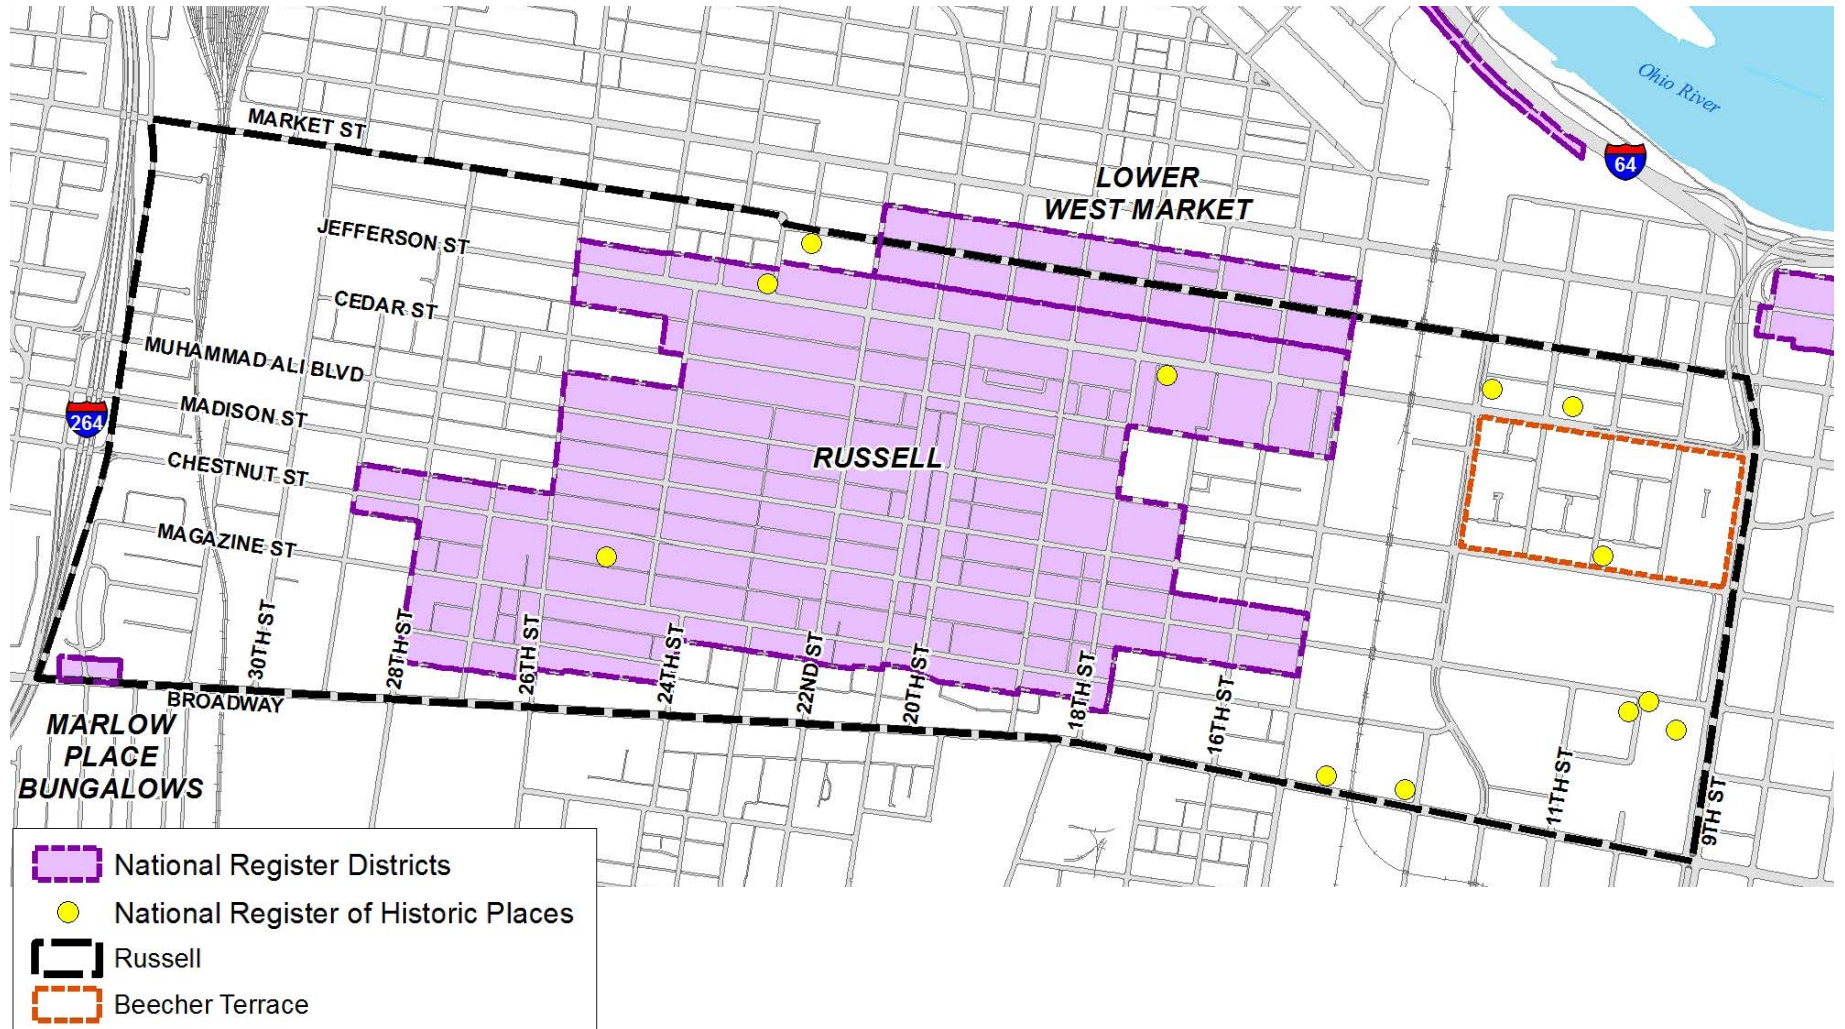 Ohio River
64
MARKET ST
LOWER
WEST MARKET
JEFFERSON ST
CEDAR ST
MUHAMMAD ALI BLVD
MADISON ST
264
CHESTNUT ST
RUSSELL
MAGAZINE ST
30TH ST
28TH ST
26TH ST
24TH ST
22ND ST
20TH ST
18TH ST
16TH ST
11TH ST
9TH ST
BROADWAY
MARLOW
PLACE
BUNGALOWS
National Register Districts
National Register of Historic Places
Russell
Beecher Terrace